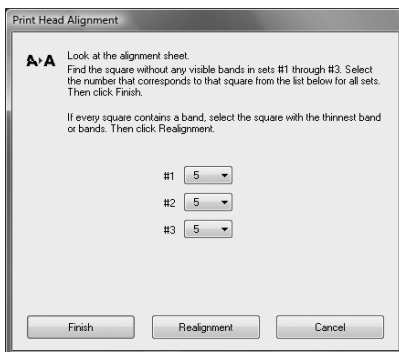 Print Head Alignment
A▸A
Look at the alignment sheet.
Find the square without any visible bands in sets #1 through #3. Select
the number that corresponds to that square from the list below for all sets.
Then click Finish.
If every square contains a band, select the square with the thinnest band
or bands. Then click Realignment.
#1 5
#2 5
#3 5
Finish Realignment Cancel